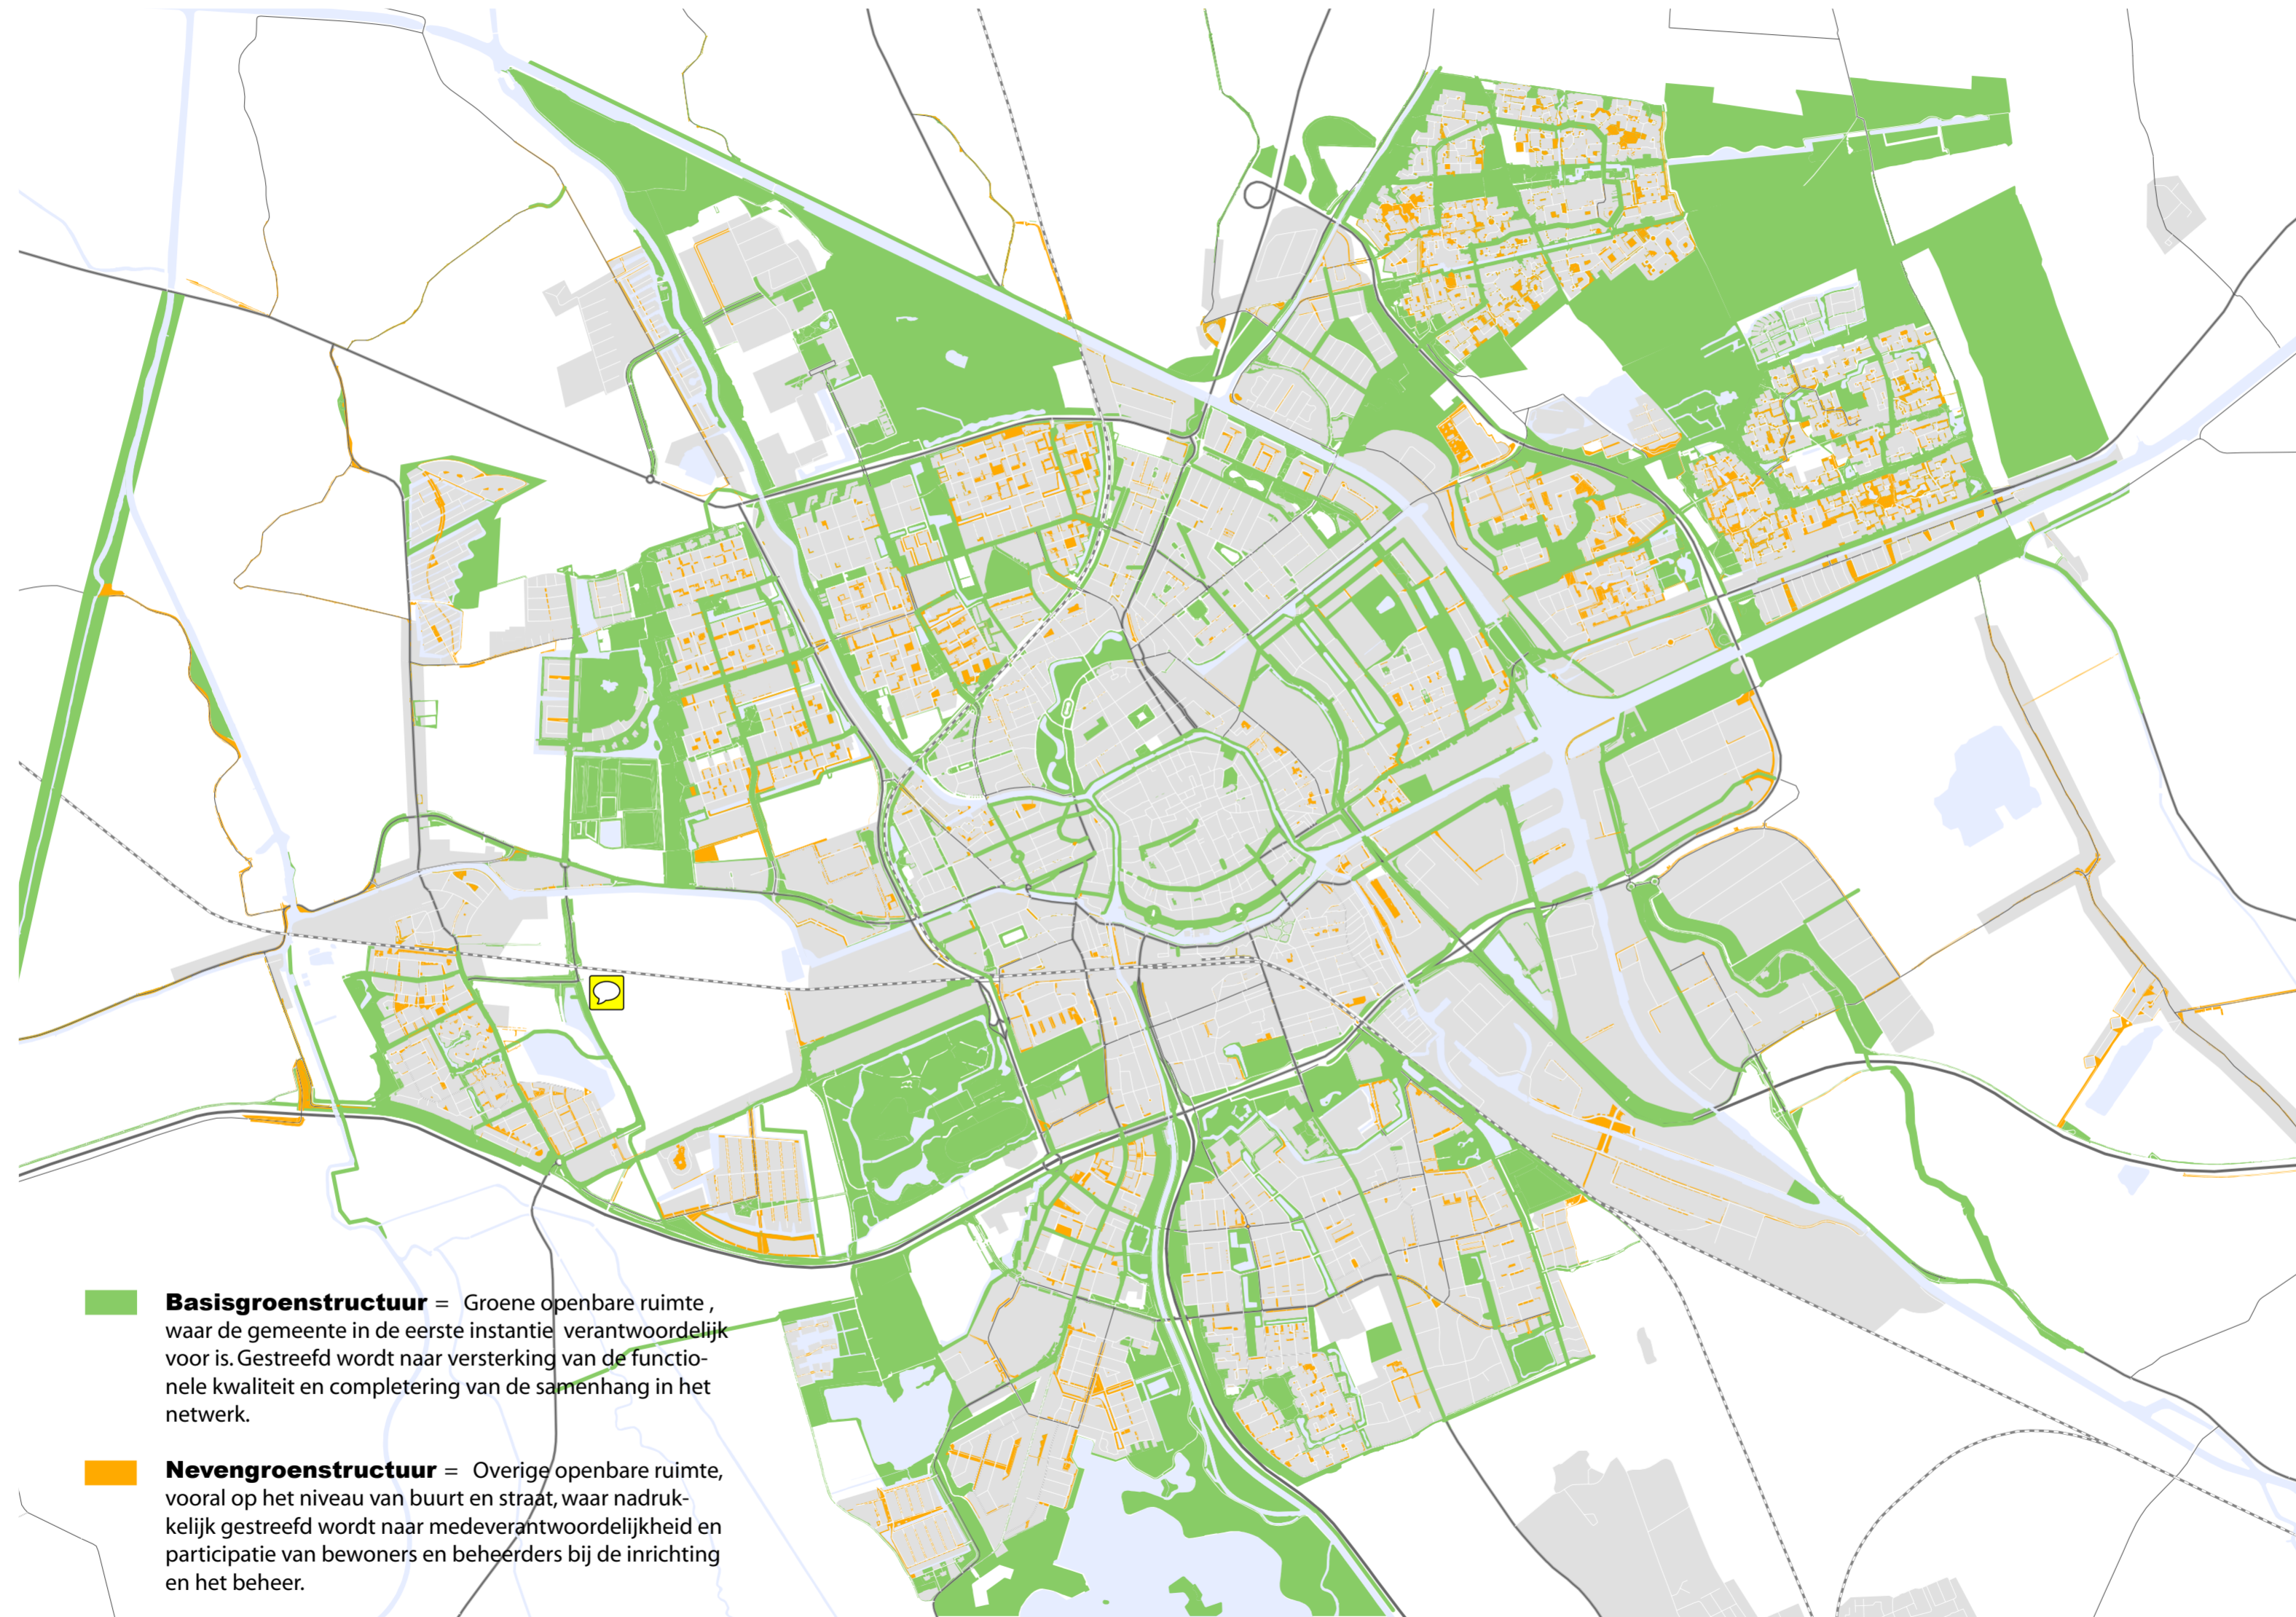 Basisgroenstructuur = Groene openbare ruimte ,
waar de gemeente in de eerste instantie verantwoordelijk
voor is. Gestreefd wordt naar versterking van de functio-
nele kwaliteit en completering van de samenhang in het
netwerk.
Nevengroenstructuur = Overige openbare ruimte,
vooral op het niveau van buurt en straat, waar nadruk-
kelijk gestreefd wordt naar medeverantwoordelijkheid en
participatie van bewoners en beheerders bij de inrichting
en het beheer.